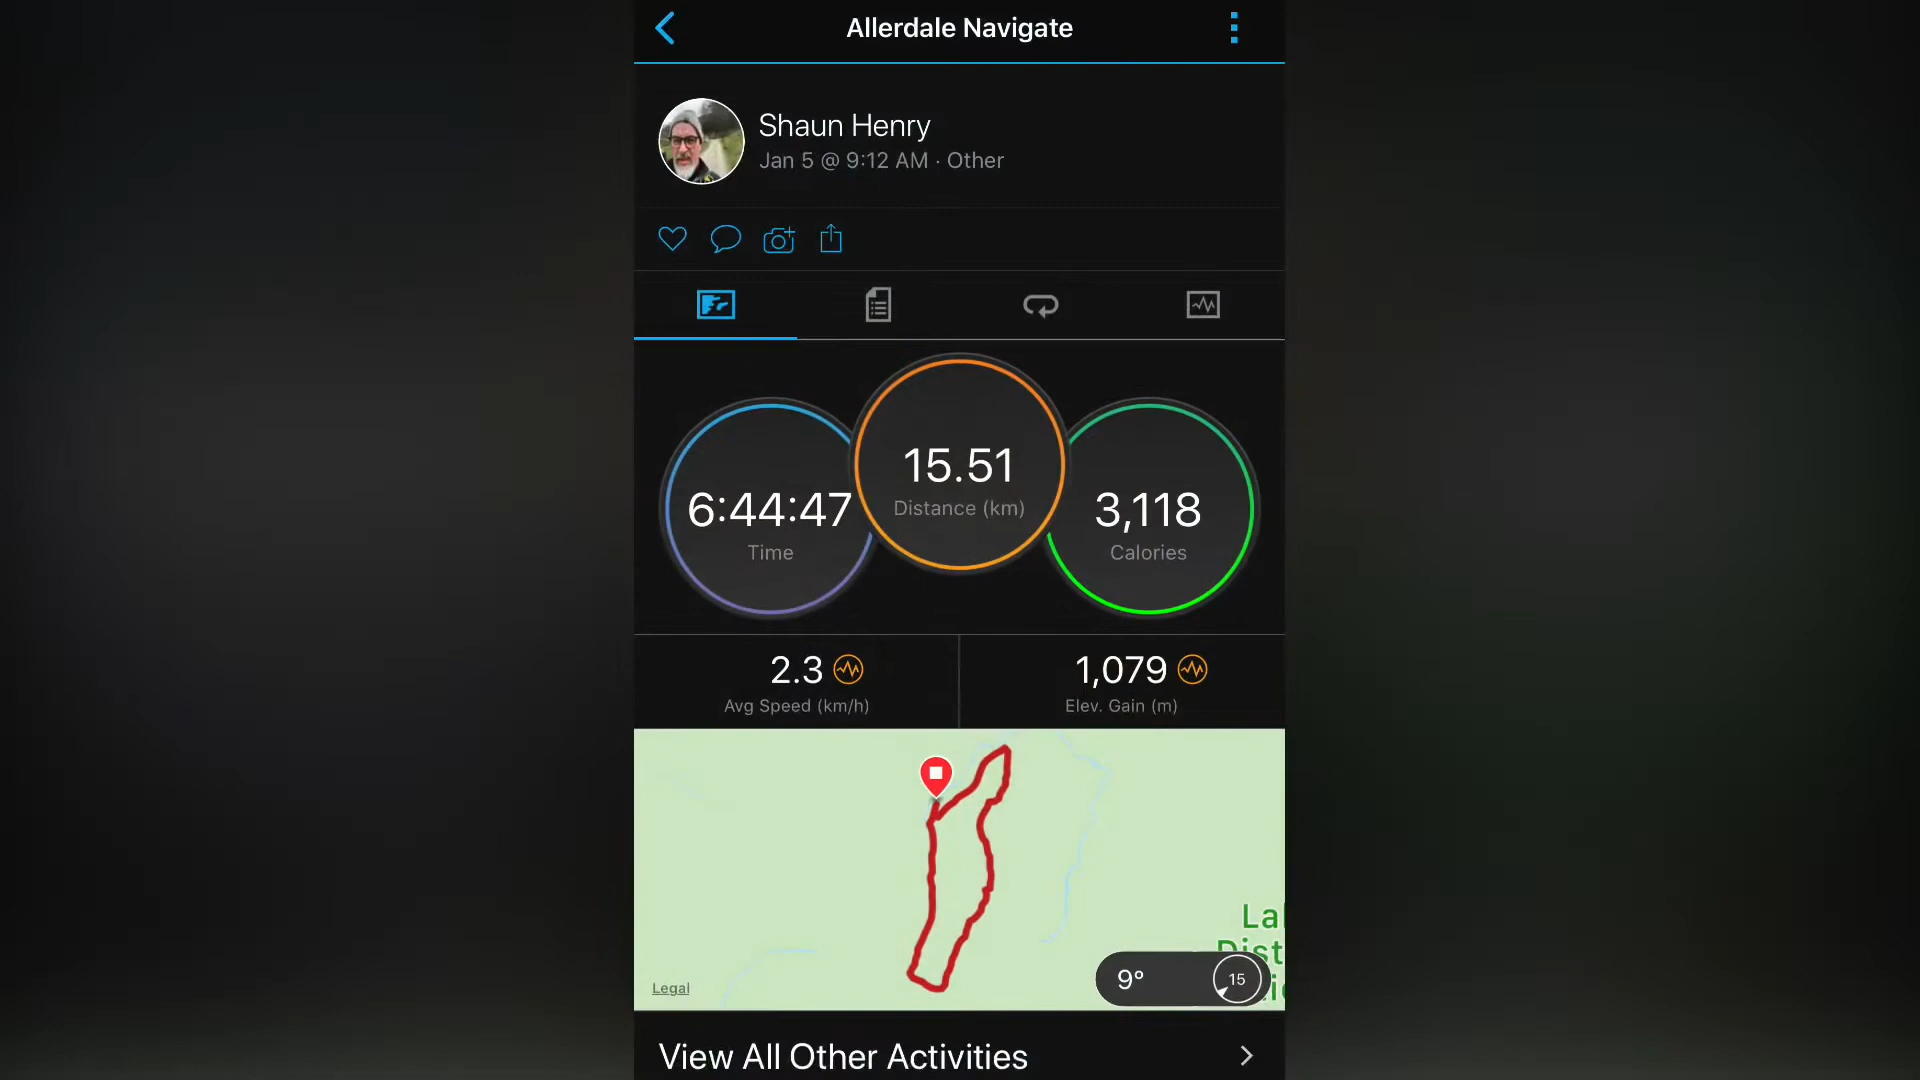 Allerdale Navigate
Shaun Henry
Jan 5 @ 9:12 AM · Other
15.51
Distance (km)
6:44:47
Time
3,118
Calories
2.3
Avg Speed (km/h)
1,079
Elev. Gain (m)
Legal
9°
15
View All Other Activities